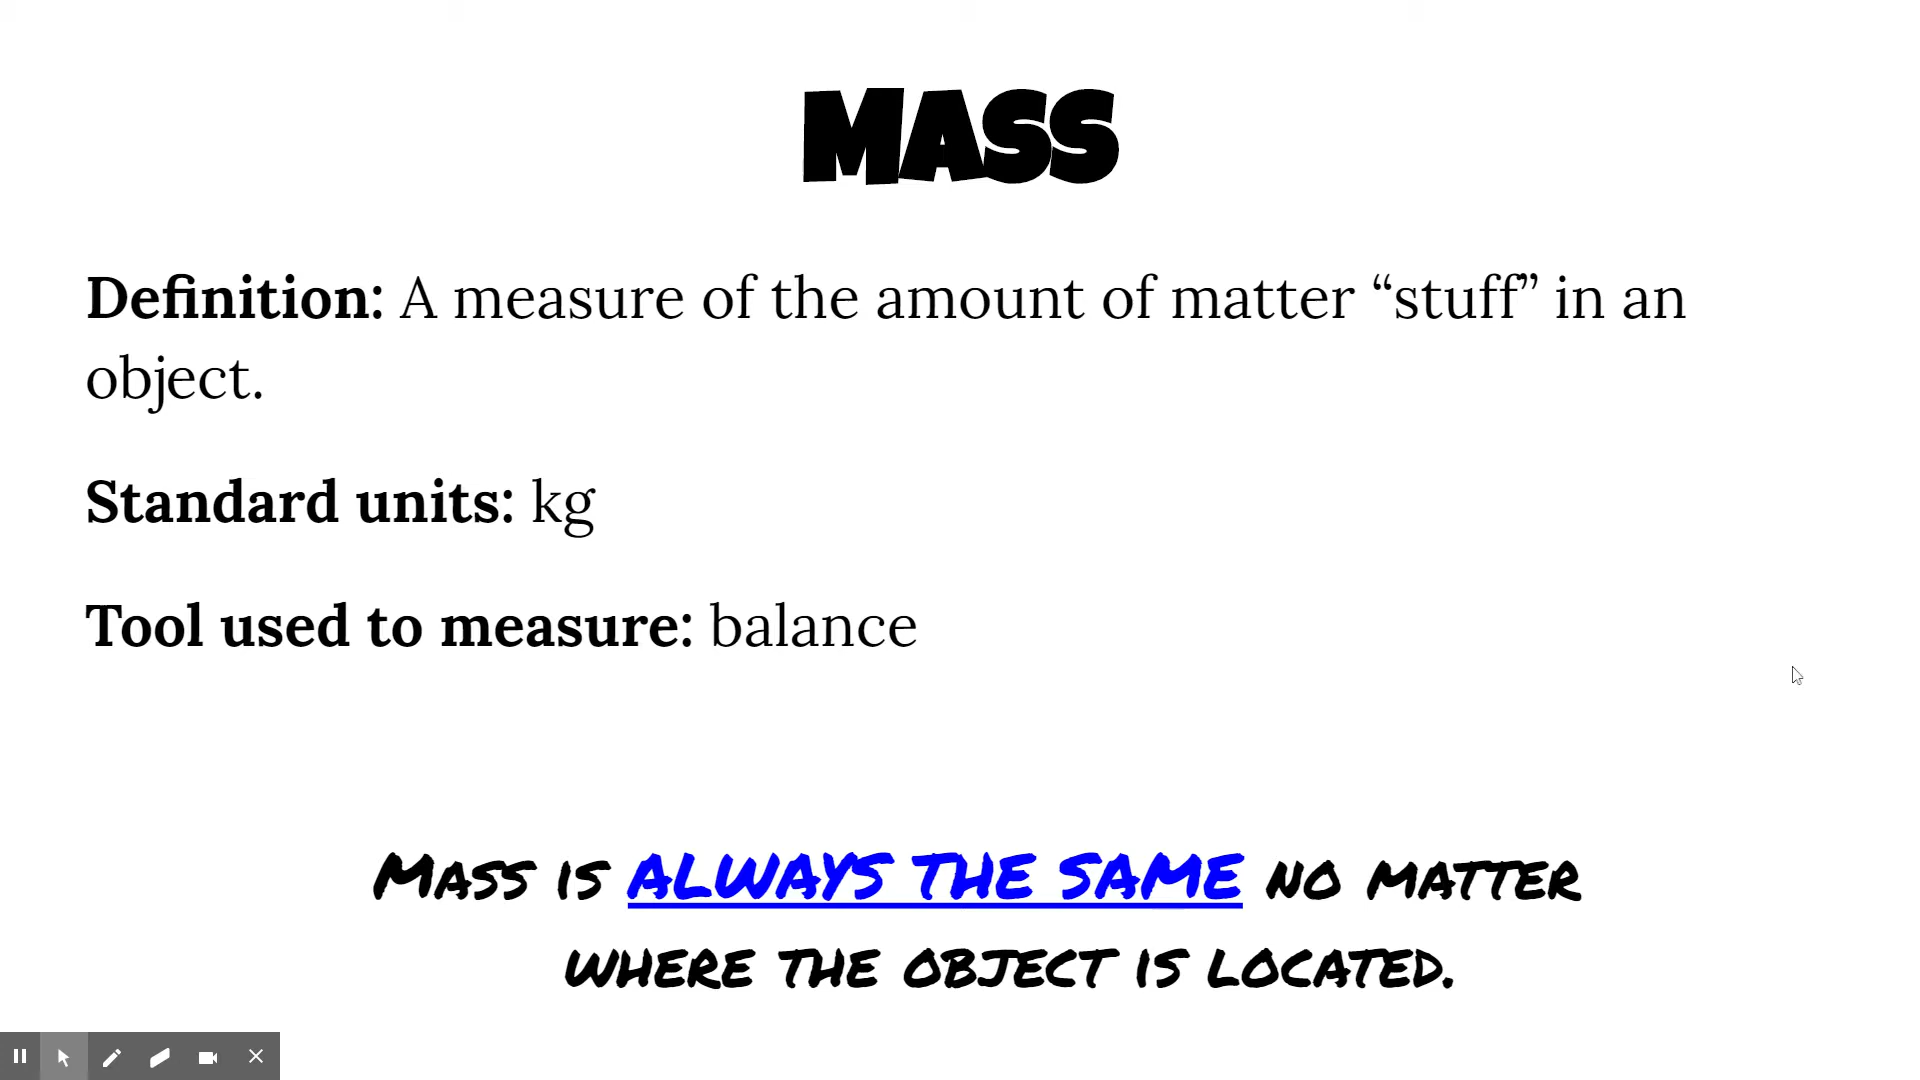 MASS
Definition: A measure of the amount of matter “stuff” in an
object.
Standard units: kg
Tool used to measure: balance
Mass is ALWAYS THE SAME no matter
where the object is located.